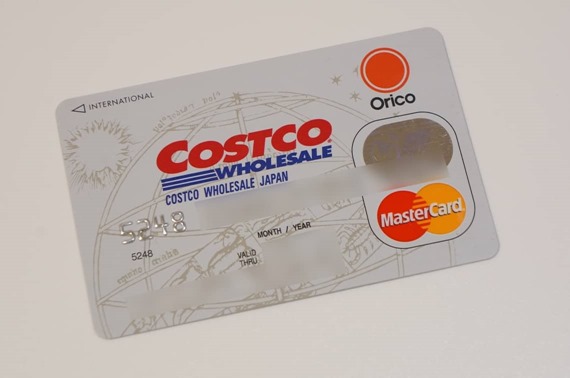 INTERNATIONAL
Orico
COSTCO
WHOLESALE
COSTCO WHOLESALE JAPAN
MasterCard
5248
5248
MONTH / YEAR
VALID
THRU